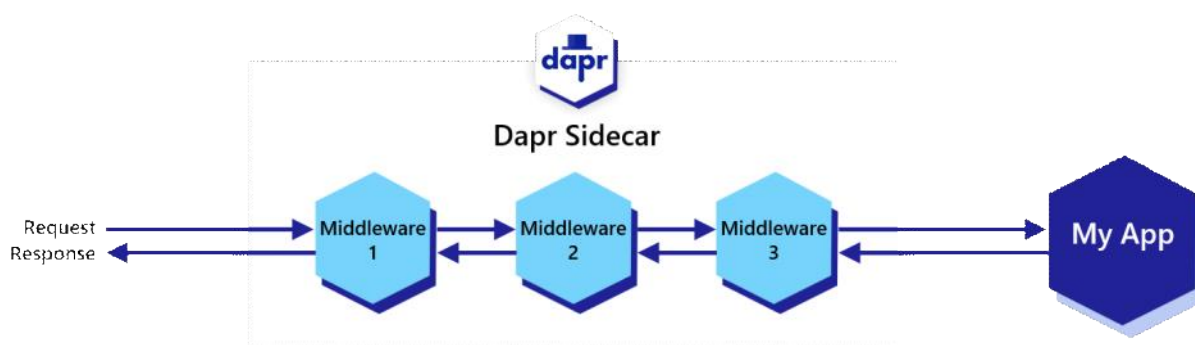 dapr
Dapr Sidecar
Request
Response
Middleware
1
Middleware
2
Middleware
3
My App